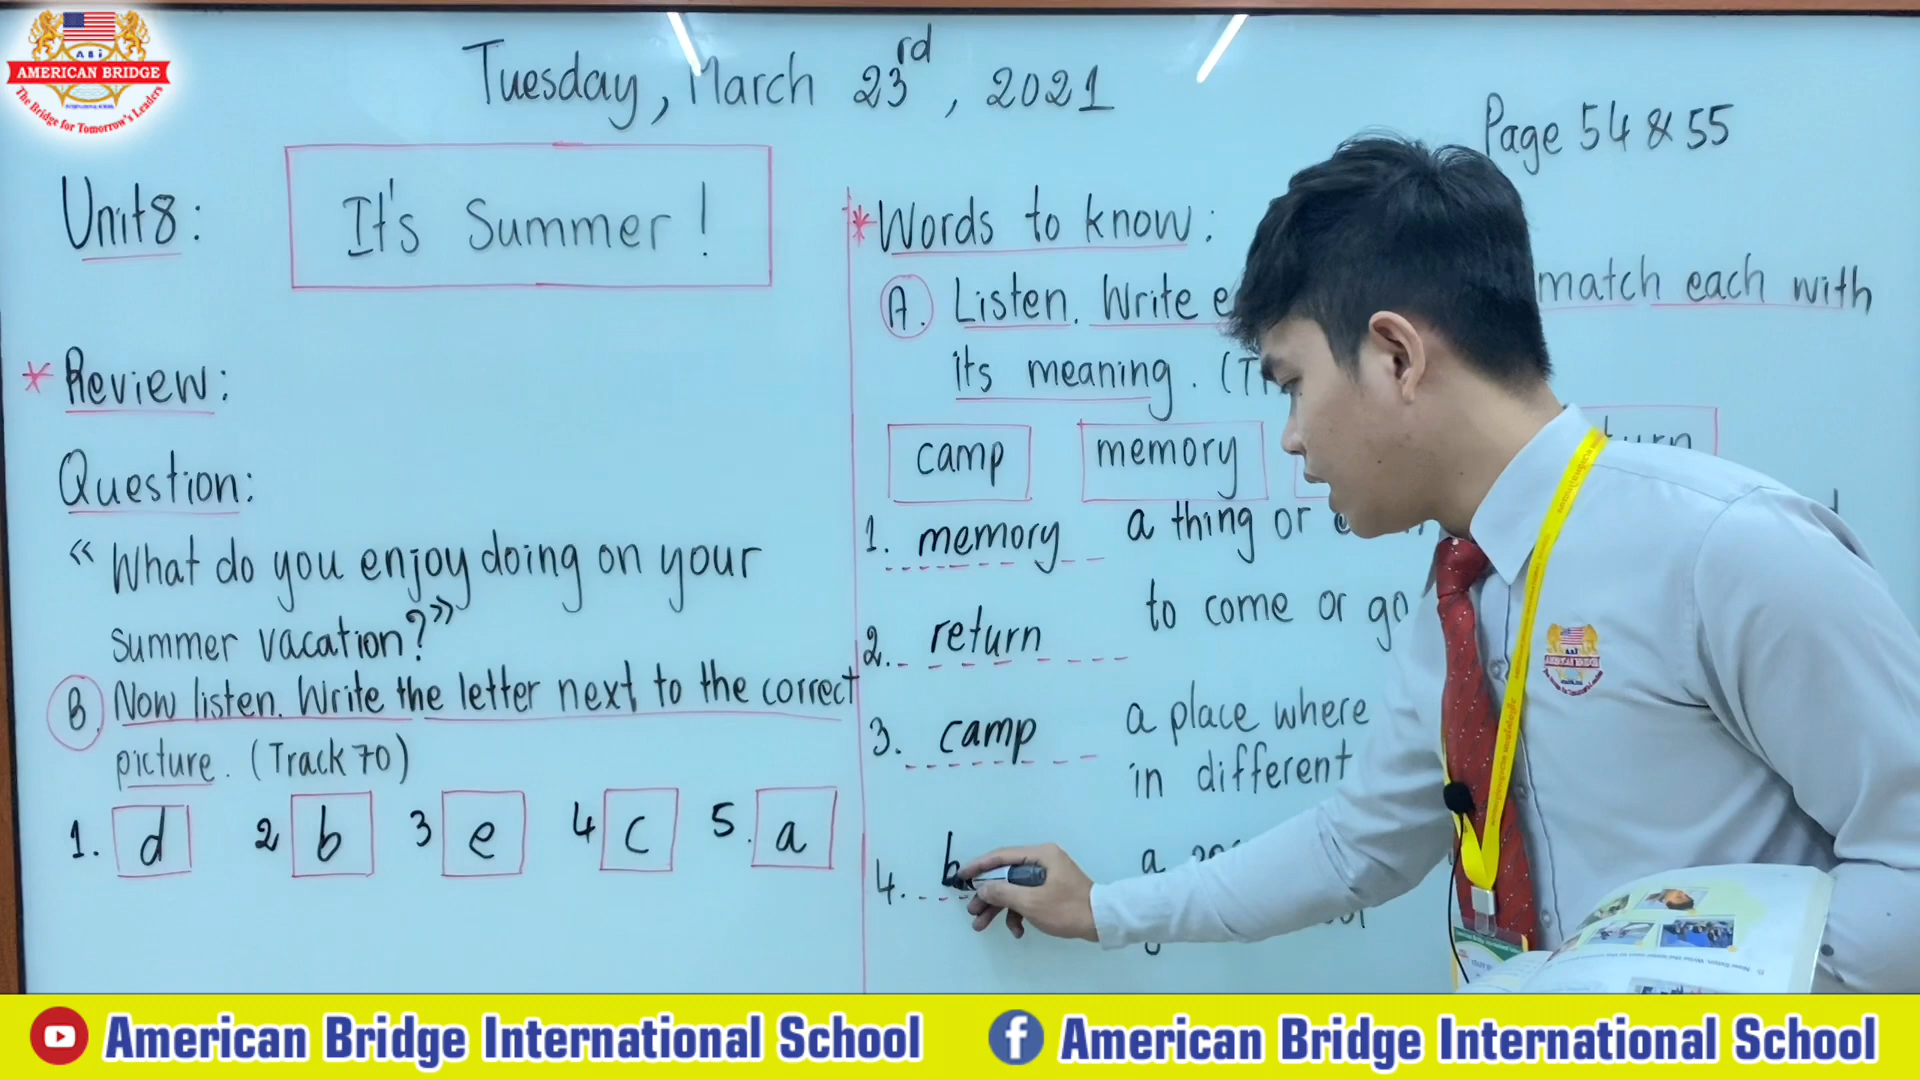 AMERICAN BRIDGE
The Bridge for Tomorrow's Leaders
Tuesday, March 23rd, 2021
Page 54 & 55
Unit 8:
It's Summer!
* Review:
Question:
"What do you enjoy doing on your
summer vacation?"
B. Now listen. Write the letter next to the correct
picture. (Track 70)
1. d 2 b 3 e 4 c 5. a
* Words to know:
A. Listen. Write match each with
its meaning.
camp memory
1. memory a thing or
2. return to come or go
3. camp a place where
in different
4. b a
American Bridge International School
American Bridge International School